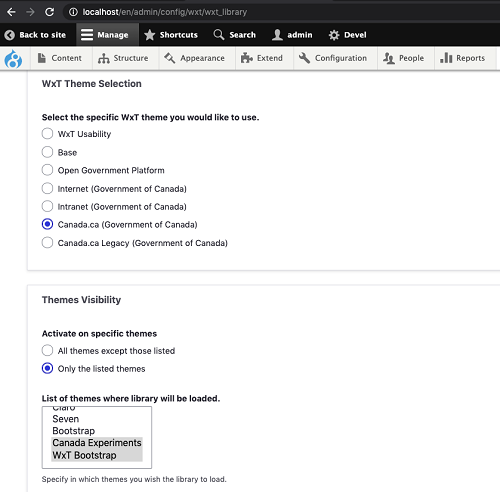 localhost/en/admin/config/wxt/wxt_library
Back to site Manage Shortcuts Search admin Devel
Content Structure Appearance Extend Configuration People Reports
WxT Theme Selection
Select the specific WxT theme you would like to use.
WxT Usability
Base
Open Government Platform
Internet (Government of Canada)
Intranet (Government of Canada)
Canada.ca (Government of Canada)
Canada.ca Legacy (Government of Canada)
Themes Visibility
Activate on specific themes
All themes except those listed
Only the listed themes
List of themes where library will be loaded.
Claro
Seven
Bootstrap
Canada Experiments
WxT Bootstrap
Specify in which themes you wish the library to load.